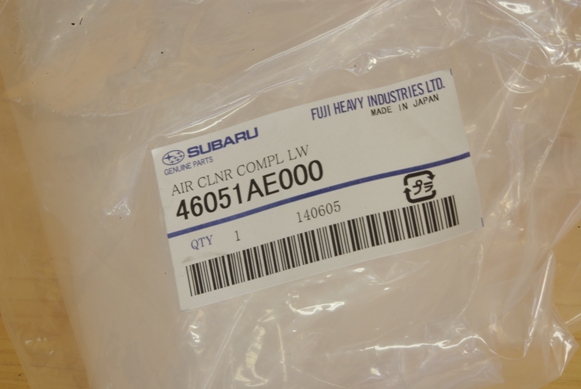 SUBARU
GENUINE PARTS
FUJI HEAVY INDUSTRIES LTD.
MADE IN JAPAN
AIR CLNR COMPL LW
46051AE000
プラ
QTY 1 140605